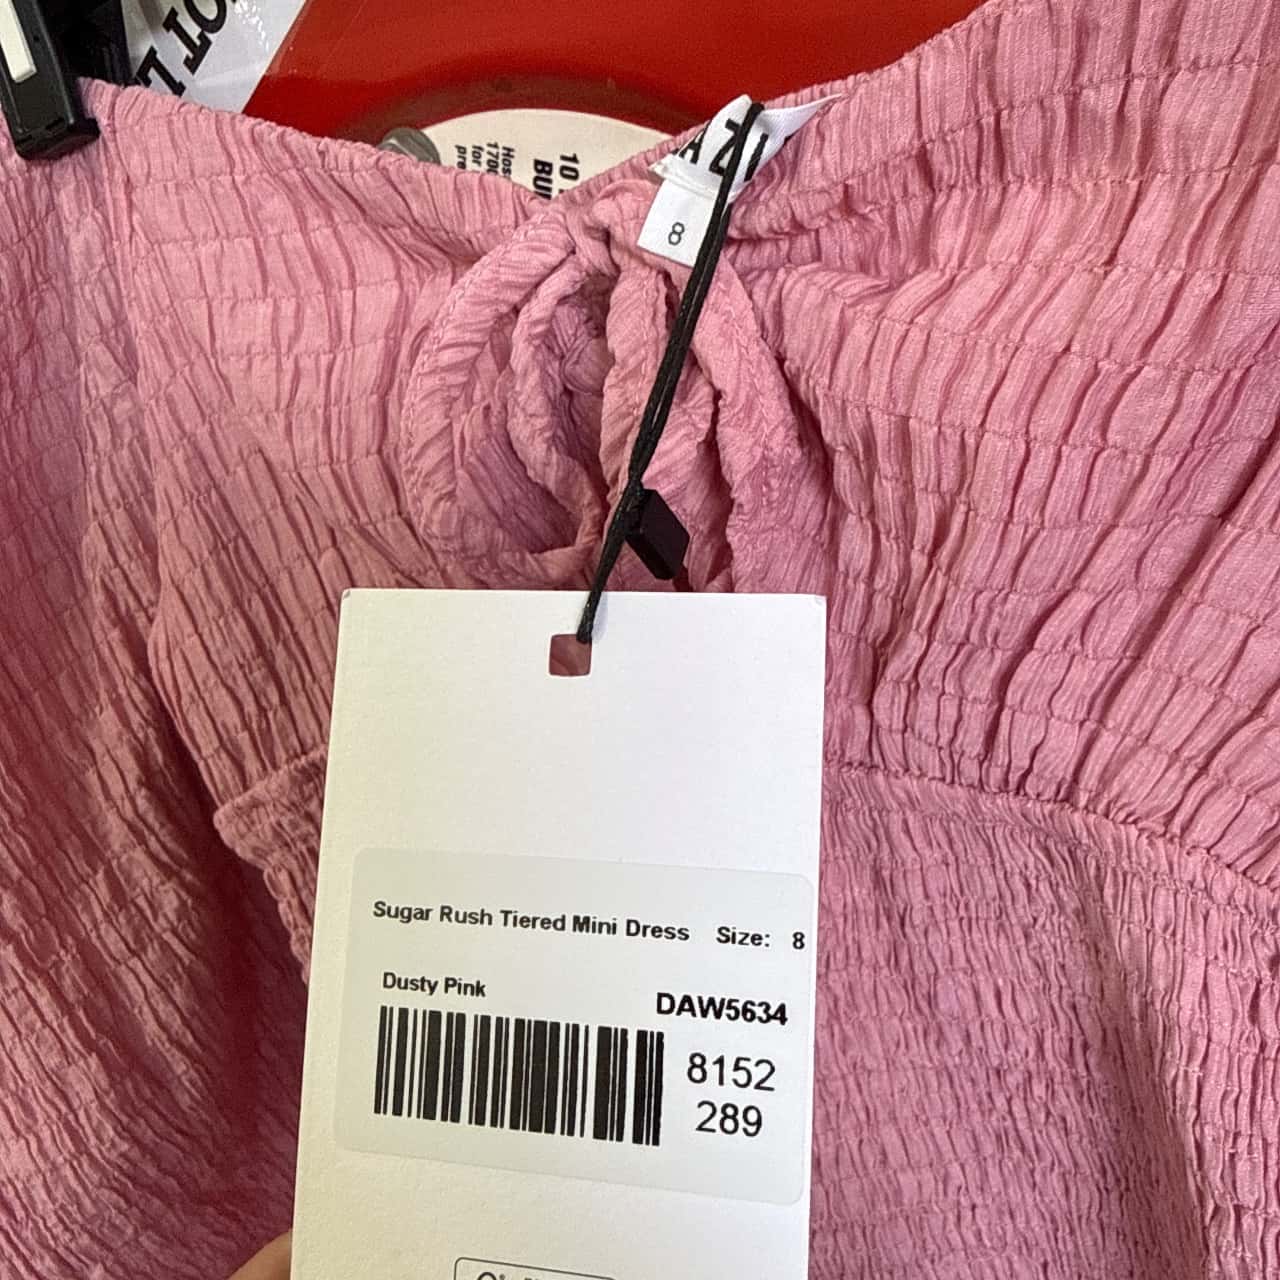 8
Sugar Rush Tiered Mini Dress Size: 8
Dusty Pink
DAW5634
8152
289